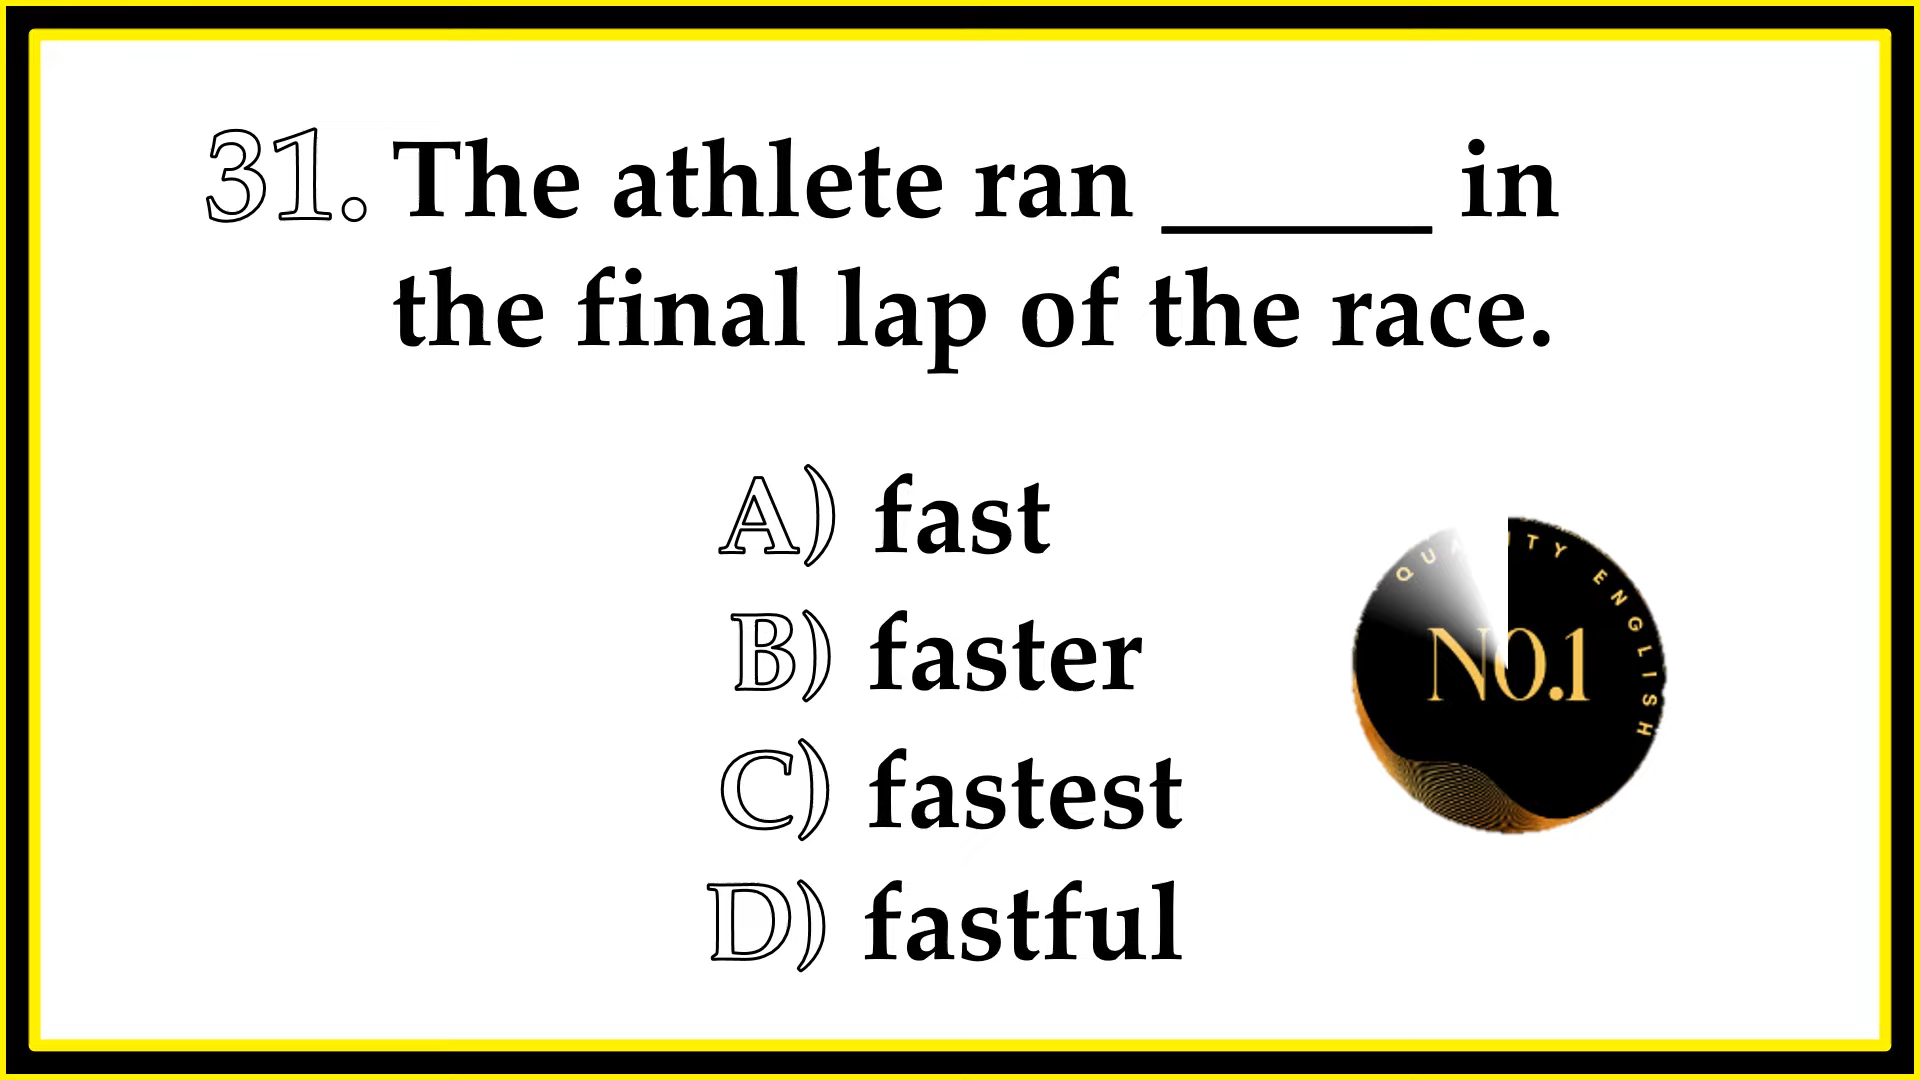 31. The athlete ran ______ in
the final lap of the race.
A) fast
B) faster
C) fastest
D) fastful
QUALITY ENGLISH
NO.1